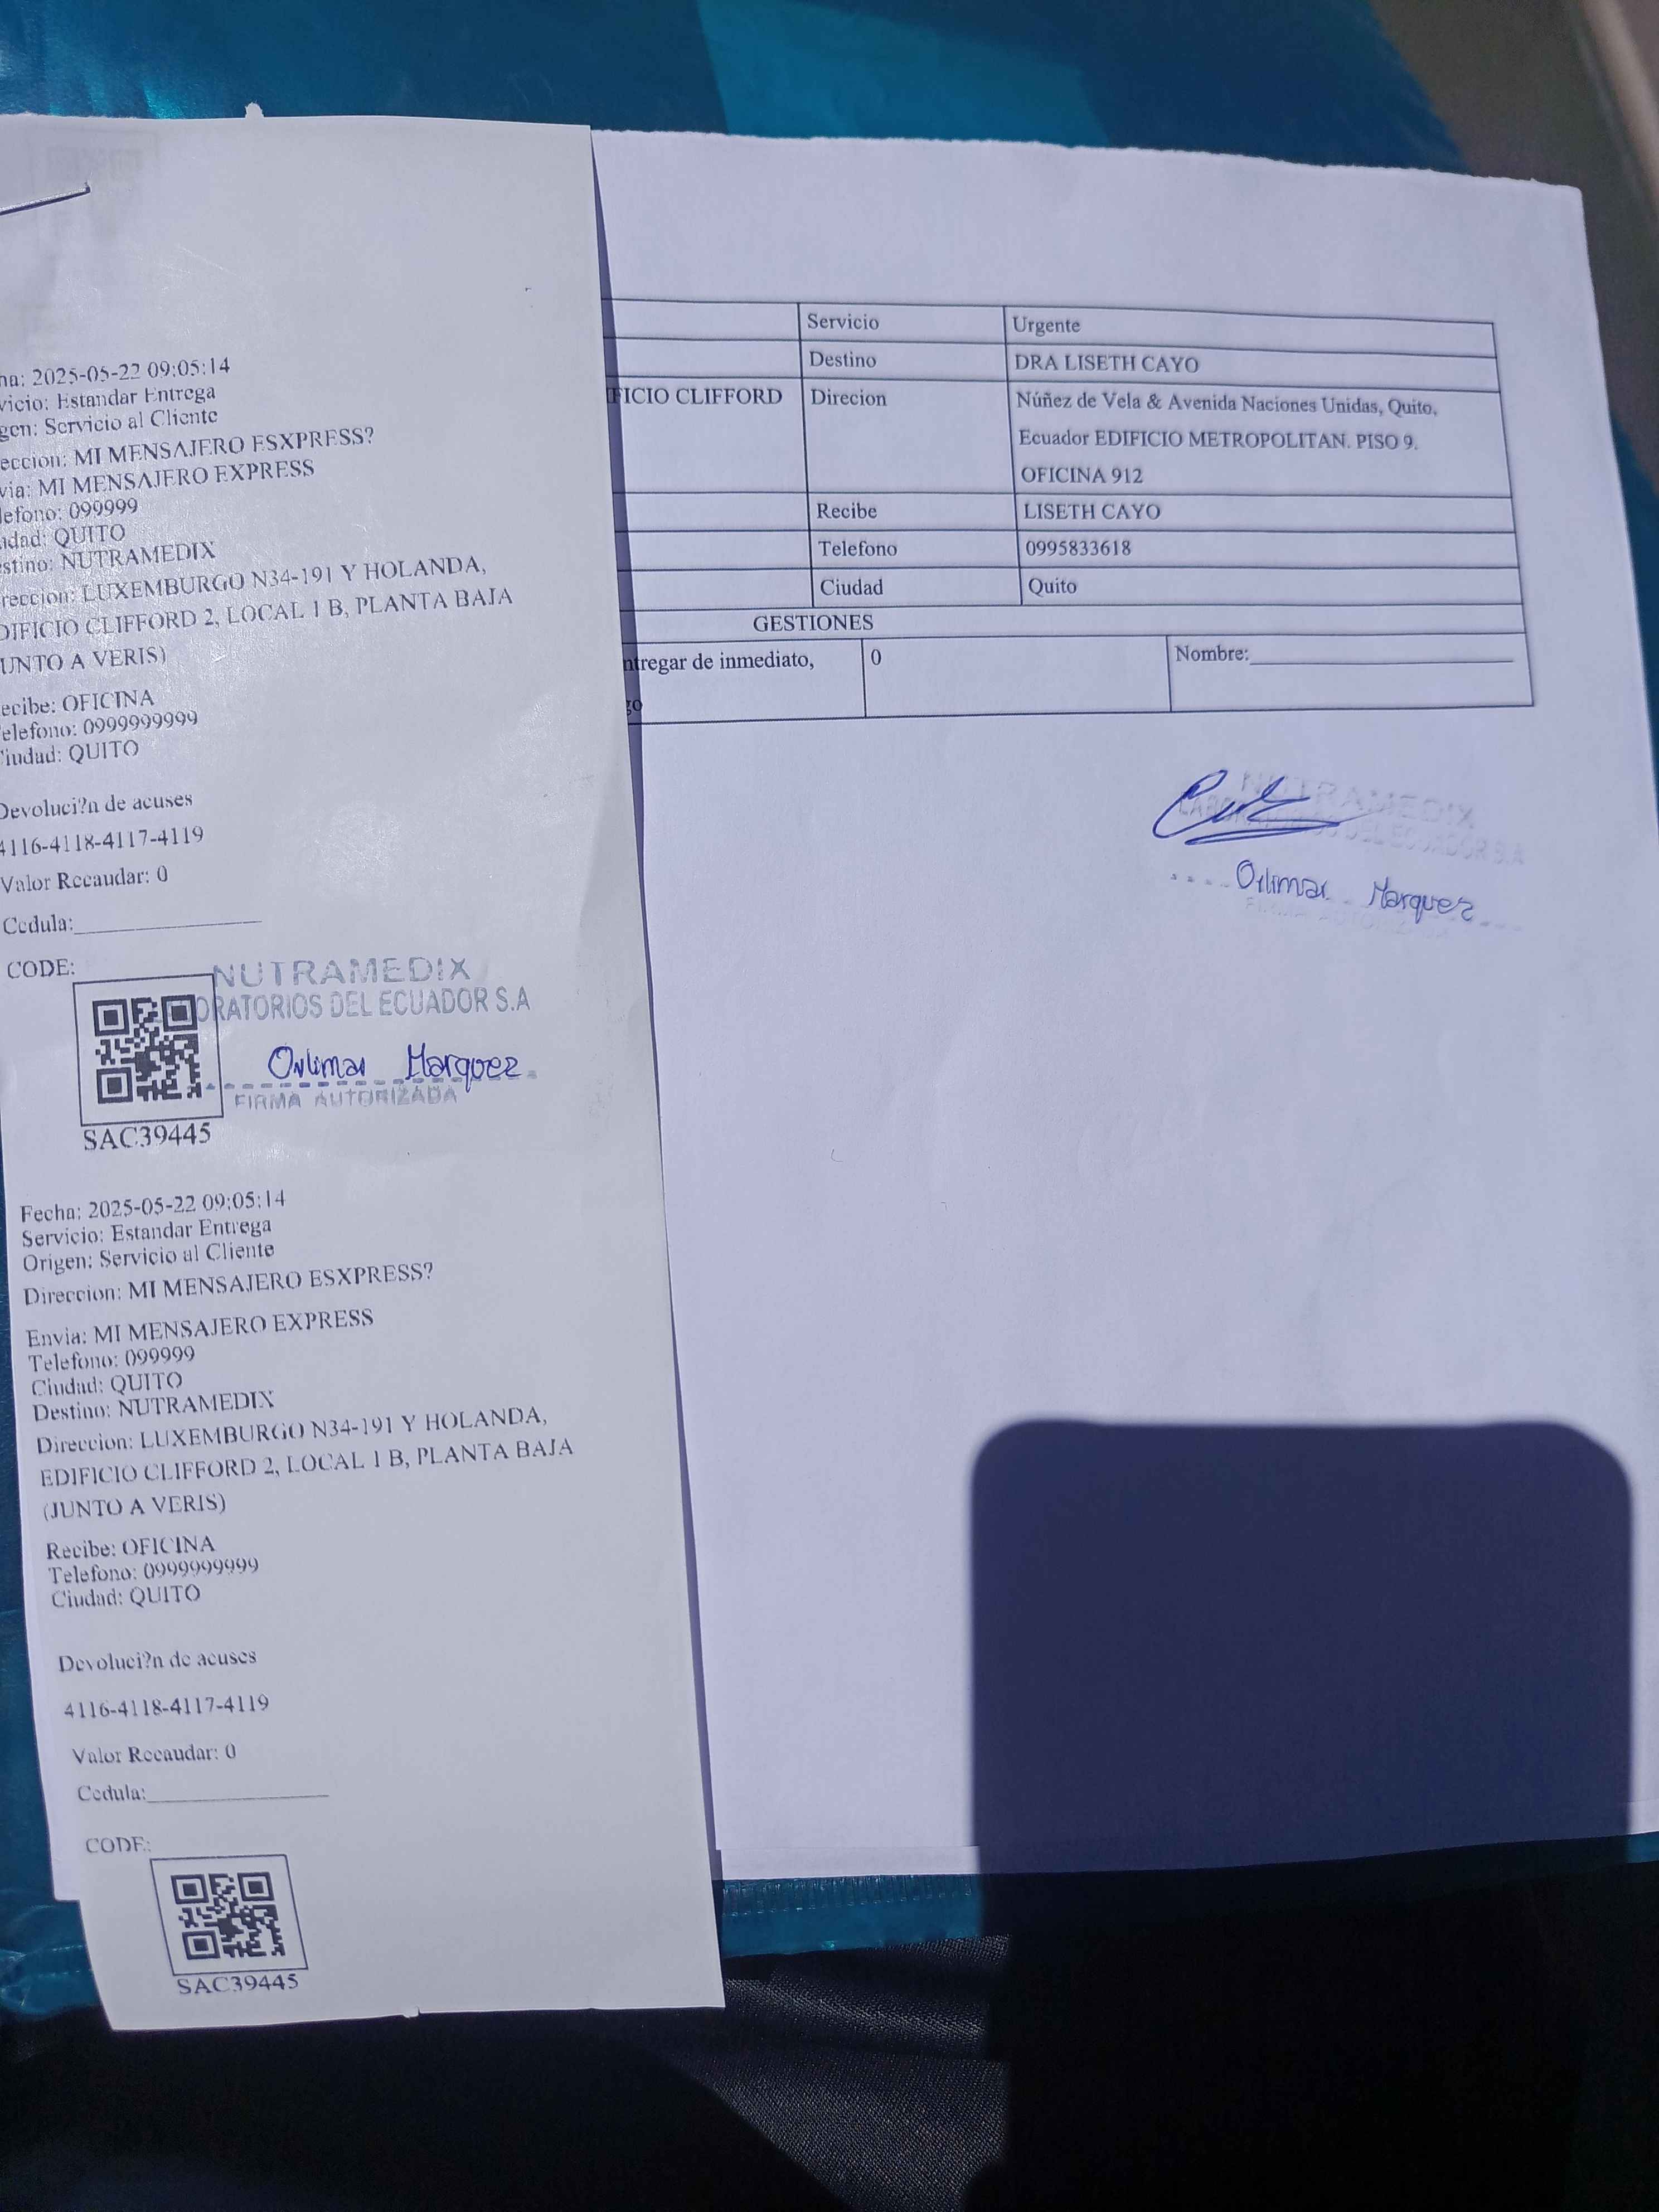 ha: 2025-05-22 09:05:14
vicio: Estandar Entrega
gen: Servicio al Cliente
eccion: MI MENSAJERO ESXPRESS?
via: MI MENSAJERO EXPRESS
lefono: 099999
udad: QUITO
stino: NUTRAMEDIX
reccion: LUXEMBURGO N34-191 Y HOLANDA,
DIFICIO CLIFFORD 2, LOCAL 1 B, PLANTA BAJA
UNTO A VERIS)
ecibe: OFICINA
elefono: 0999999999
iudad: QUITO
Devoluci?n de acuses
4116-4118-4117-4119
Valor Recaudar: 0
Cedula:
CODE:
NUTRAMEDIX
ORATORIOS DEL ECUADOR S.A
Orlimar Marquez
FIRMA AUTORIZADA
SAC39445
Fecha: 2025-05-22 09:05:14
Servicio: Estandar Entrega
Origen: Servicio al Cliente
Direccion: MI MENSAJERO ESXPRESS?
Envia: MI MENSAJERO EXPRESS
Telefono: 099999
Ciudad: QUITO
Destino: NUTRAMEDIX
Direccion: LUXEMBURGO N34-191 Y HOLANDA,
EDIFICIO CLIFFORD 2, LOCAL 1 B, PLANTA BAJA
(JUNTO A VERIS)
Recibe: OFICINA
Telefono: 0999999999
Ciudad: QUITO
Devoluci?n de acuses
4116-4118-4117-4119
Valor Recaudar: 0
Cedula:
CODE:
SAC39445
Servicio Urgente
Destino DRA LISETH CAYO
FICIO CLIFFORD Direcion Núñez de Vela & Avenida Naciones Unidas, Quito,
Ecuador EDIFICIO METROPOLITAN. PISO 9.
OFICINA 912
Recibe LISETH CAYO
Telefono 0995833618
Ciudad Quito
GESTIONES
ntregar de inmediato, 0 Nombre:
go
NUTRAMEDIX
Orlimar Marquez